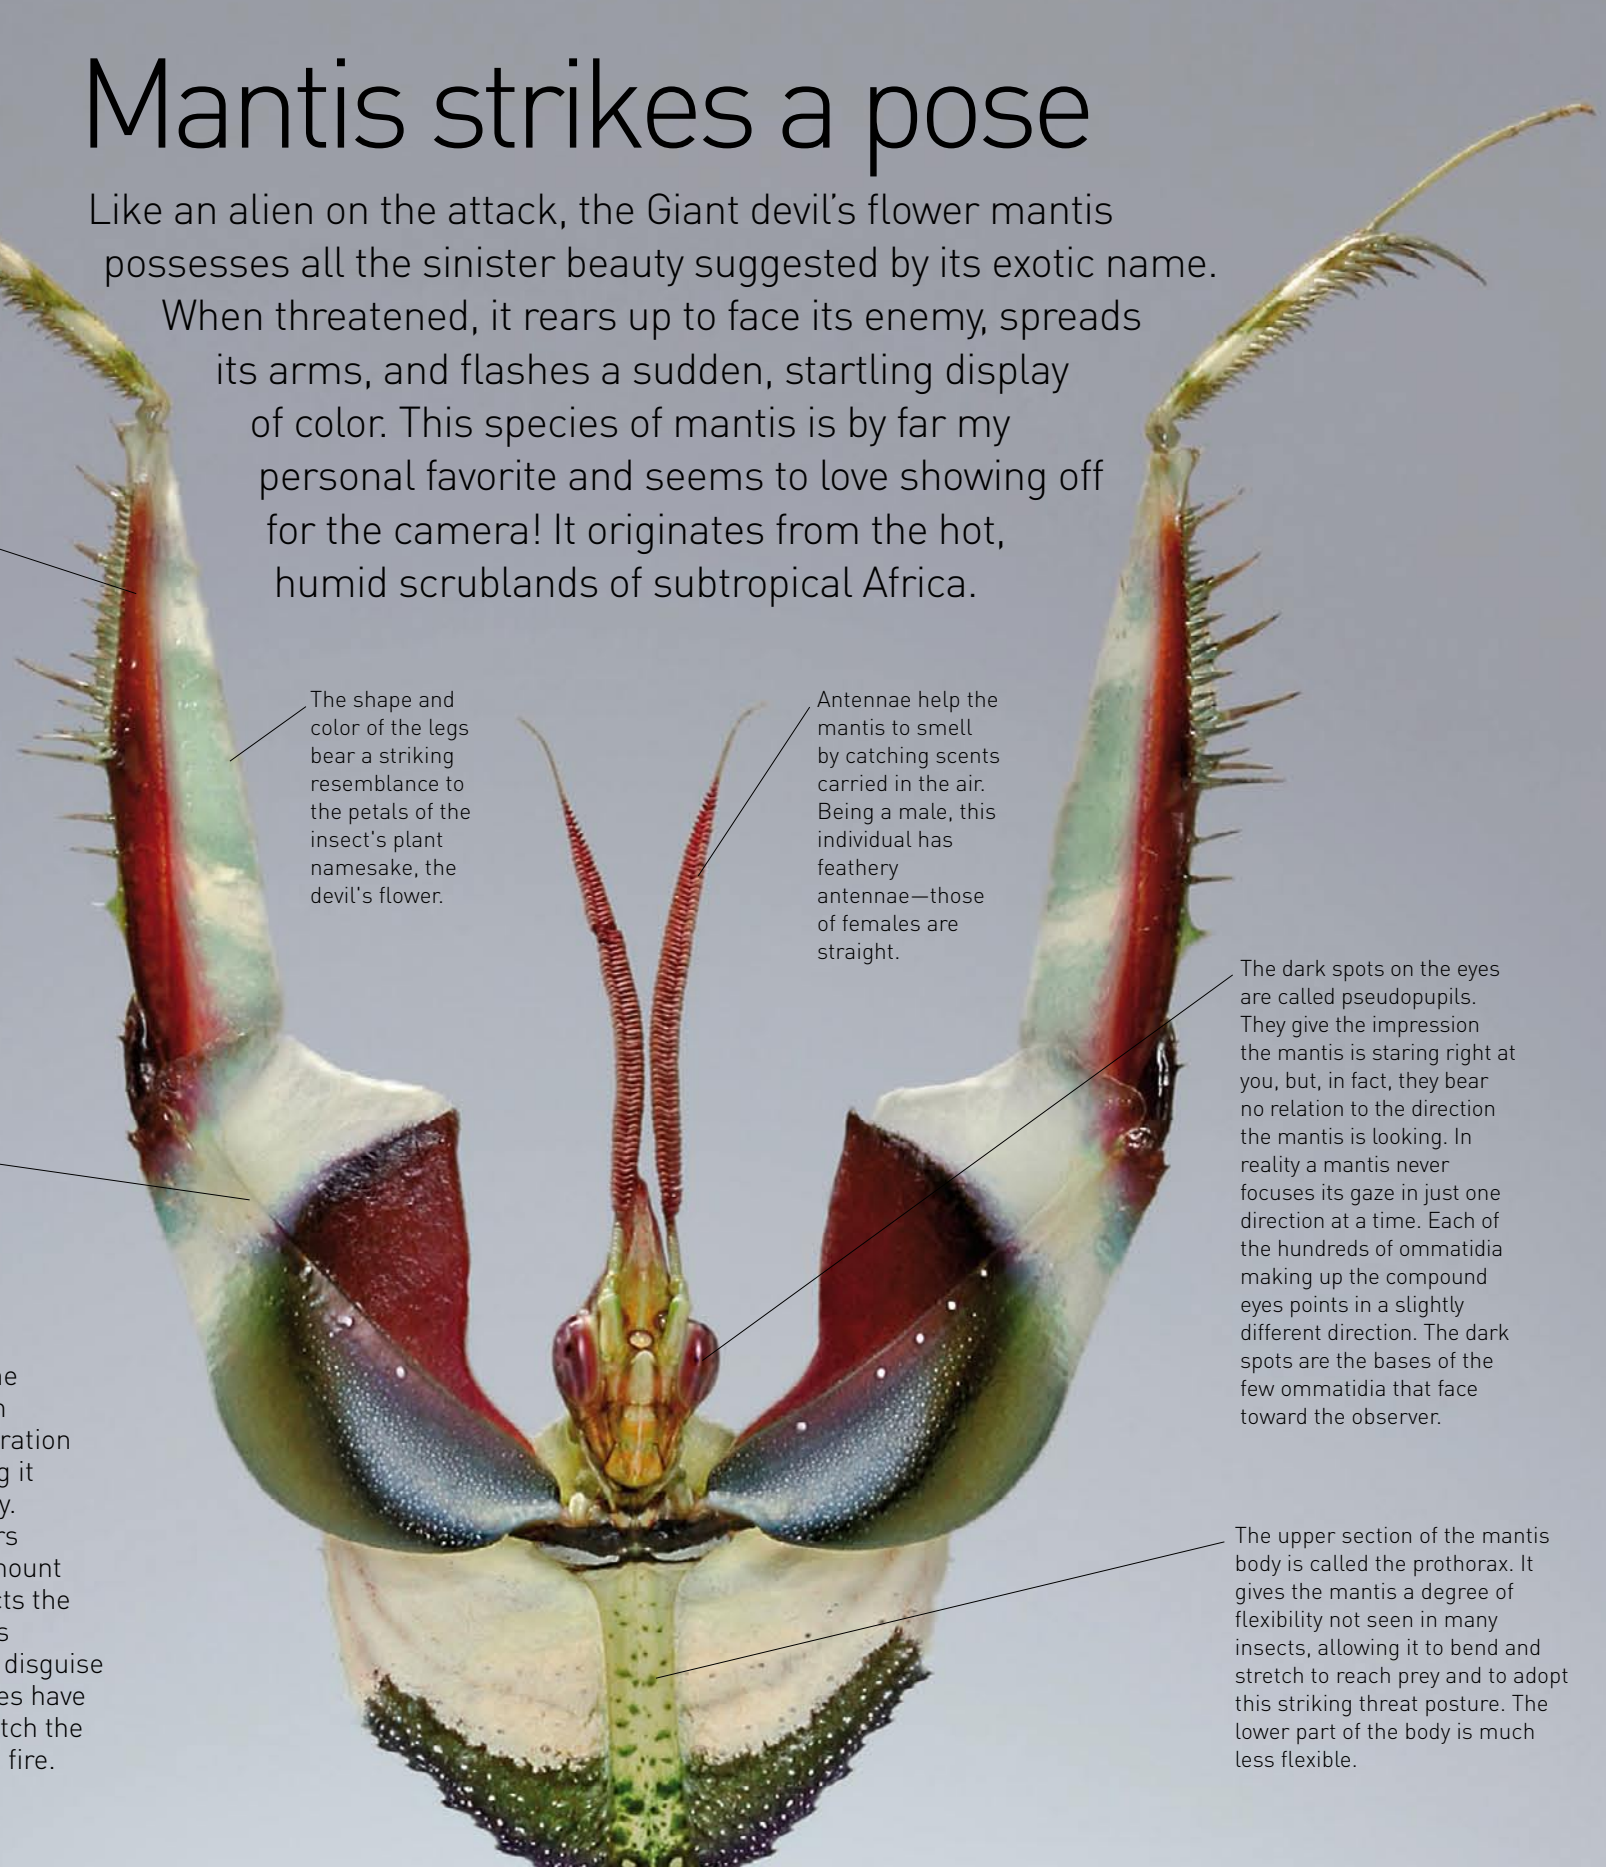 Mantis strikes a pose
Like an alien on the attack, the Giant devil's flower mantis
possesses all the sinister beauty suggested by its exotic name.
When threatened, it rears up to face its enemy, spreads
its arms, and flashes a sudden, startling display
of color. This species of mantis is by far my
personal favorite and seems to love showing off
for the camera! It originates from the hot,
humid scrublands of subtropical Africa.
The shape and
color of the legs
bear a striking
resemblance to
the petals of the
insect's plant
namesake, the
devil's flower.
Antennae help the
mantis to smell
by catching scents
carried in the air.
Being a male, this
individual has
feathery
antennae—those
of females are
straight.
The dark spots on the eyes
are called pseudopupils.
They give the impression
the mantis is staring right at
you, but, in fact, they bear
no relation to the direction
the mantis is looking. In
reality a mantis never
focuses its gaze in just one
direction at a time. Each of
the hundreds of ommatidia
making up the compound
eyes points in a slightly
different direction. The dark
spots are the bases of the
few ommatidia that face
toward the observer.
The upper section of the mantis
body is called the prothorax. It
gives the mantis a degree of
flexibility not seen in many
insects, allowing it to bend and
stretch to reach prey and to adopt
this striking threat posture. The
lower part of the body is much
less flexible.
g it
cts the
disguise
es have
tch the
fire.